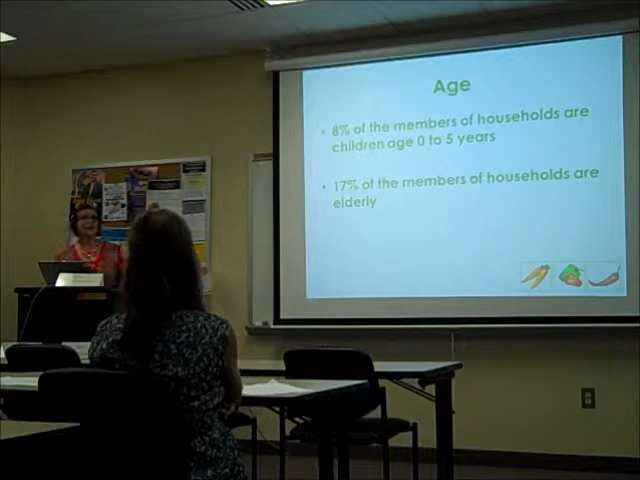 Age
• 8% of the members of households are
children age 0 to 5 years
• 17% of the members of households are
elderly